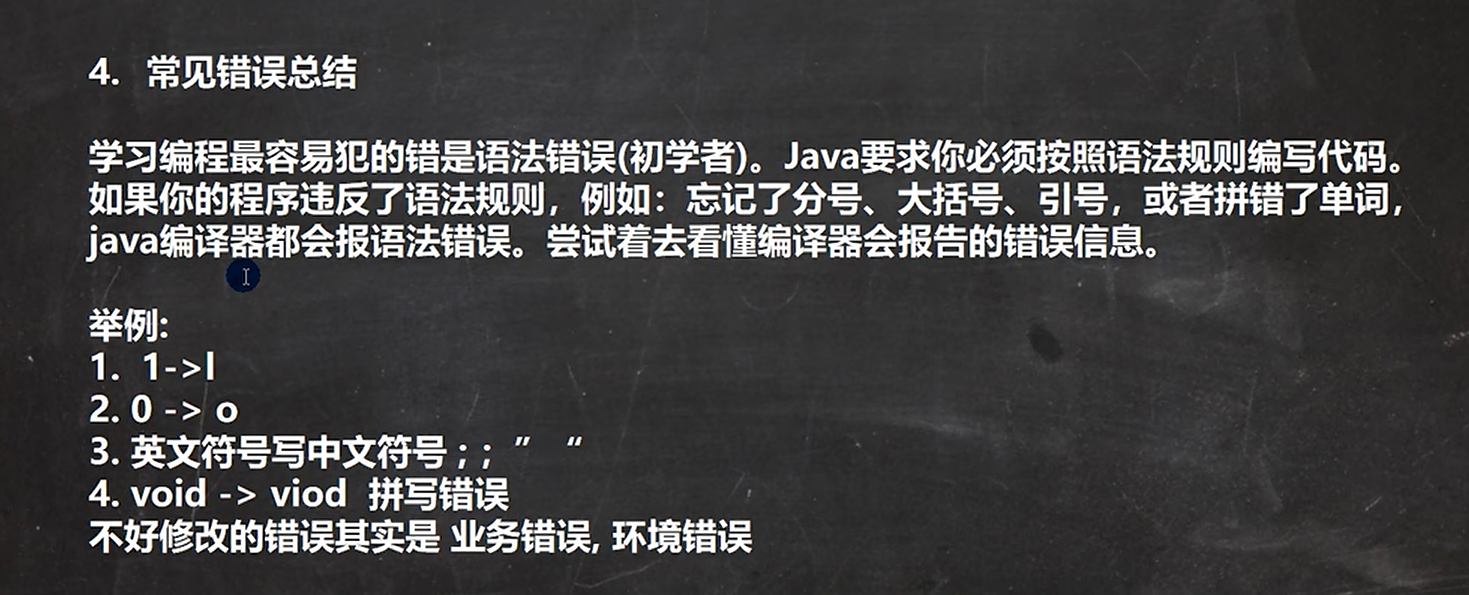 4. 常见错误总结
学习编程最容易犯的错是语法错误(初学者)。Java要求你必须按照语法规则编写代码。
如果你的程序违反了语法规则，例如：忘记了分号、大括号、引号，或者拼错了单词，
java编译器都会报语法错误。尝试着去看懂编译器会报告的错误信息。
举例:
1. 1->l
2. 0 -> o
3. 英文符号写中文符号 ; ; ” “
4. void -> viod 拼写错误
不好修改的错误其实是 业务错误, 环境错误